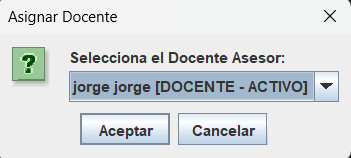 Asignar Docente
Selecciona el Docente Asesor:
jorge jorge [DOCENTE - ACTIVO]
Aceptar
Cancelar